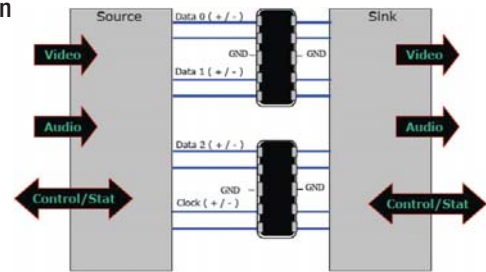 n
Source
Sink
Data 0 ( + / - )
GND
GND
Video
Video
Data 1 ( + / - )
Audio
Audio
Data 2 ( + / - )
GND
GND
Control/Stat
Control/Stat
Clock ( + / - )